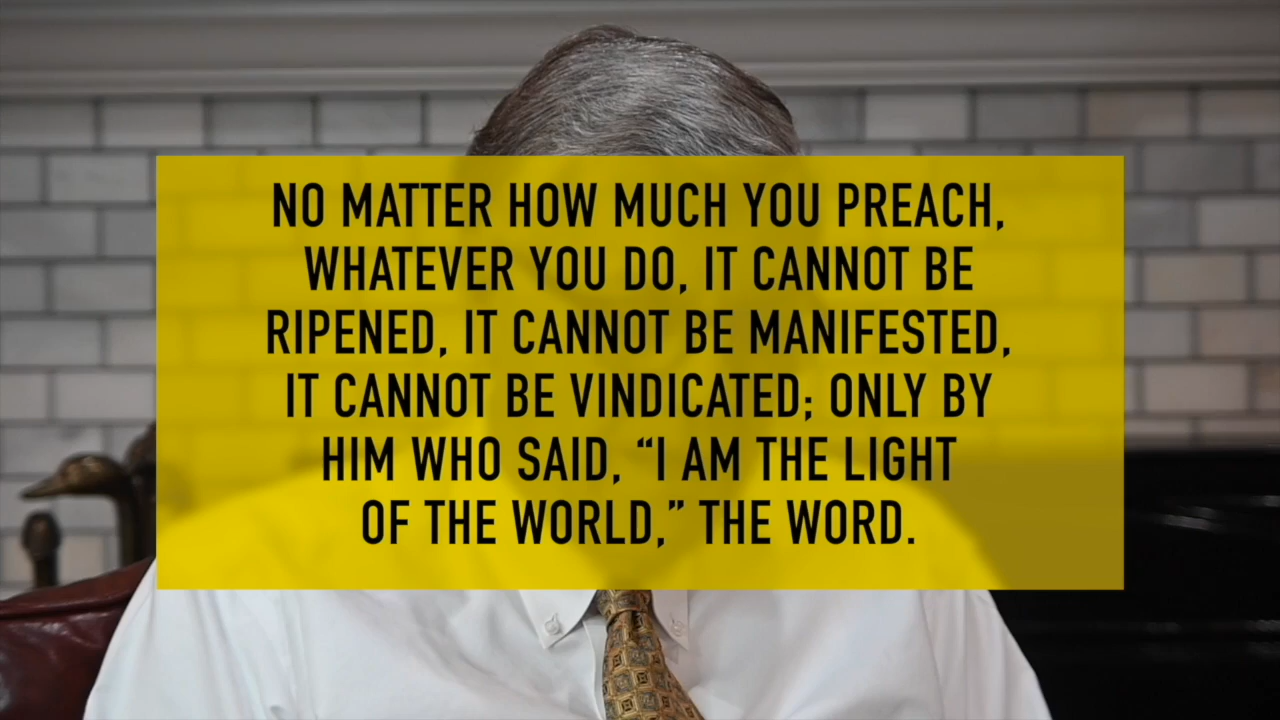 NO MATTER HOW MUCH YOU PREACH,
WHATEVER YOU DO, IT CANNOT BE
RIPENED, IT CANNOT BE MANIFESTED,
IT CANNOT BE VINDICATED; ONLY BY
HIM WHO SAID, “I AM THE LIGHT
OF THE WORLD,” THE WORD.